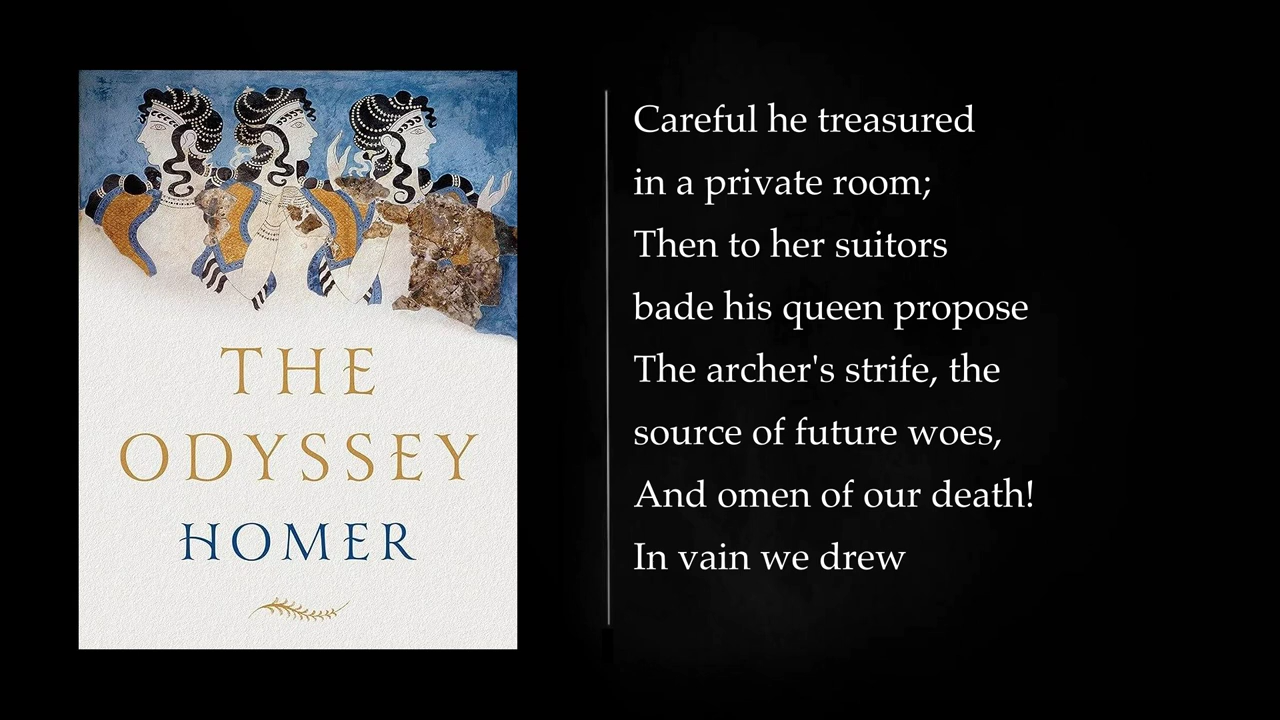 THE
ODYSSEY
HOMER
Careful he treasured
in a private room;
Then to her suitors
bade his queen propose
The archer's strife, the
source of future woes,
And omen of our death!
In vain we drew